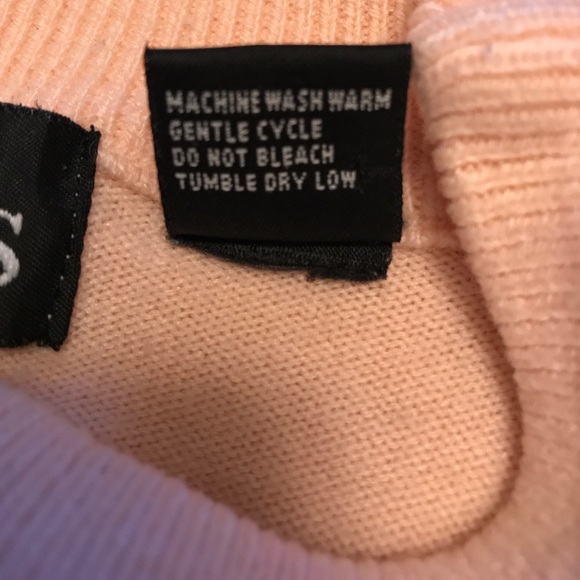 MACHINE WASH WARM
GENTLE CYCLE
DO NOT BLEACH
TUMBLE DRY LOW
S